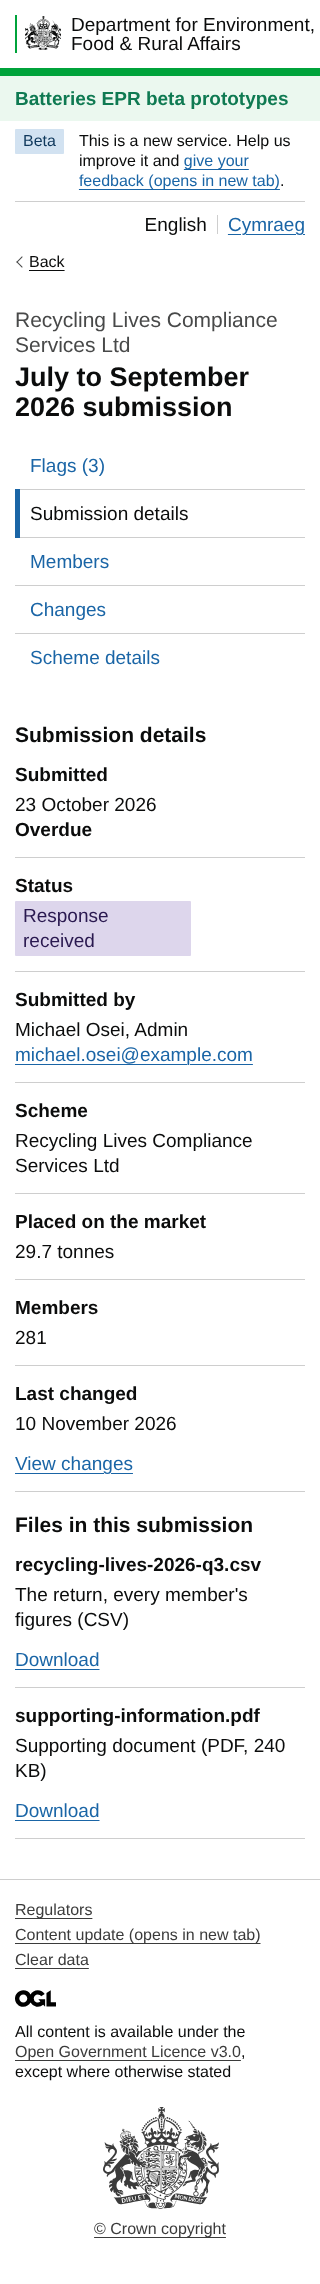 Department for Environment,
Food & Rural Affairs
Batteries EPR beta prototypes
Beta
This is a new service. Help us
improve it and give your
feedback (opens in new tab).
English
Cymraeg
Back
Recycling Lives Compliance
Services Ltd
July to September
2026 submission
Flags (3)
Submission details
Members
Changes
Scheme details
Submission details
Submitted
23 October 2026
Overdue
Status
Response
received
Submitted by
Michael Osei, Admin
michael.osei@example.com
Scheme
Recycling Lives Compliance
Services Ltd
Placed on the market
29.7 tonnes
Members
281
Last changed
10 November 2026
View changes
Files in this submission
recycling-lives-2026-q3.csv
The return, every member's
figures (CSV)
Download
supporting-information.pdf
Supporting document (PDF, 240
KB)
Download
Regulators
Content update (opens in new tab)
Clear data
OGL
All content is available under the
Open Government Licence v3.0,
except where otherwise stated
DIEU ET MON DROIT
© Crown copyright